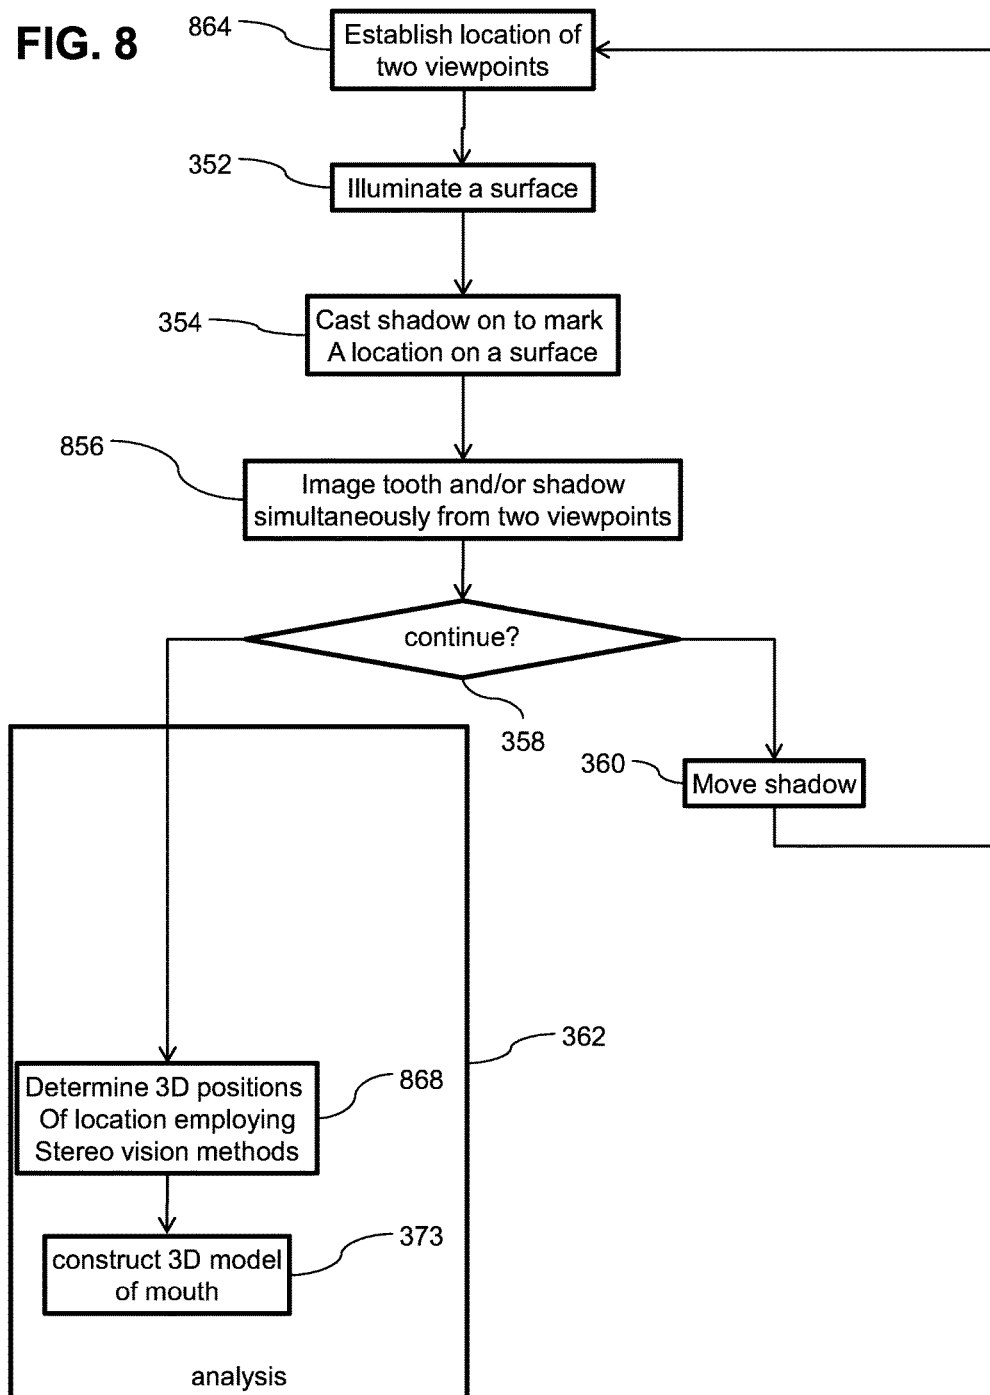 FIG. 8
864
Establish location of
two viewpoints
352
Illuminate a surface
354
Cast shadow on to mark
A location on a surface
856
Image tooth and/or shadow
simultaneously from two viewpoints
continue?
358
360
Move shadow
362
Determine 3D positions
Of location employing
Stereo vision methods
868
construct 3D model
of mouth
373
analysis